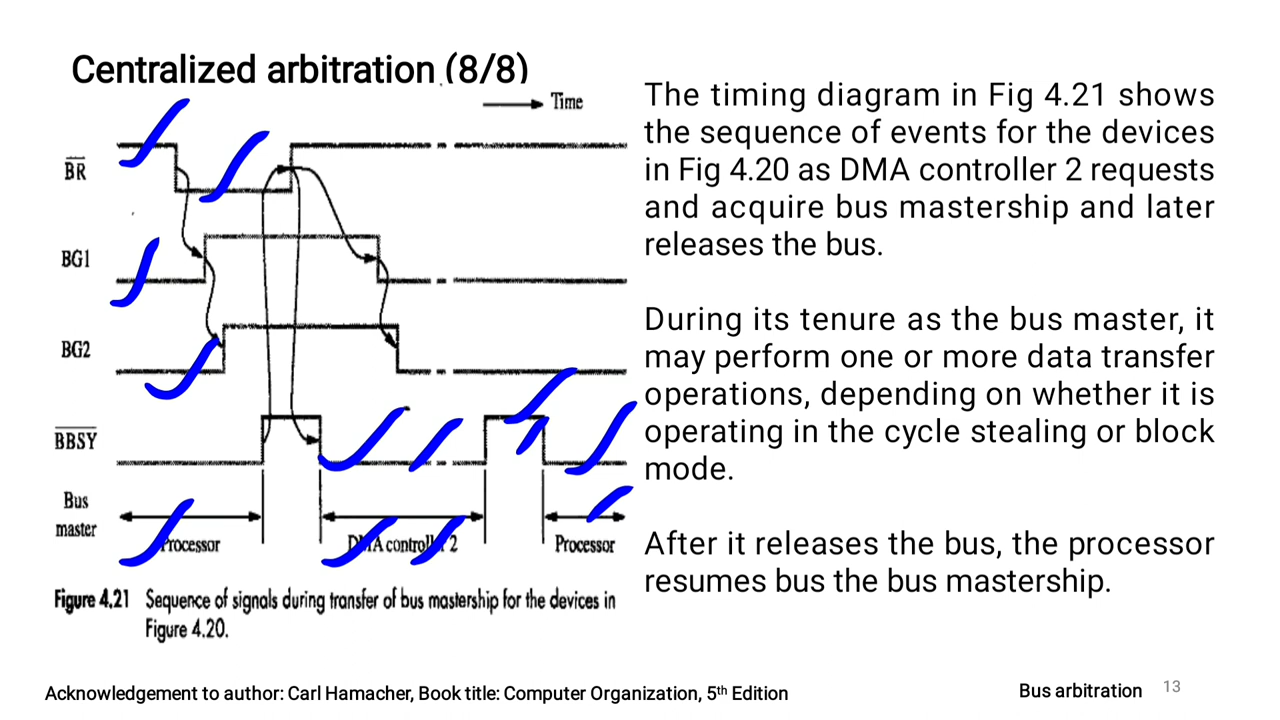 Centralized arbitration (8/8)
Time
BR
BG1
BG2
BBSY
Bus
master
Processor
DMA controller 2
Processor
Figure 4.21 Sequence of signals during transfer of bus mastership for the devices in
Figure 4.20.
The timing diagram in Fig 4.21 shows
the sequence of events for the devices
in Fig 4.20 as DMA controller 2 requests
and acquire bus mastership and later
releases the bus.
During its tenure as the bus master, it
may perform one or more data transfer
operations, depending on whether it is
operating in the cycle stealing or block
mode.
After it releases the bus, the processor
resumes bus the bus mastership.
Acknowledgement to author: Carl Hamacher, Book title: Computer Organization, 5th Edition
Bus arbitration
13